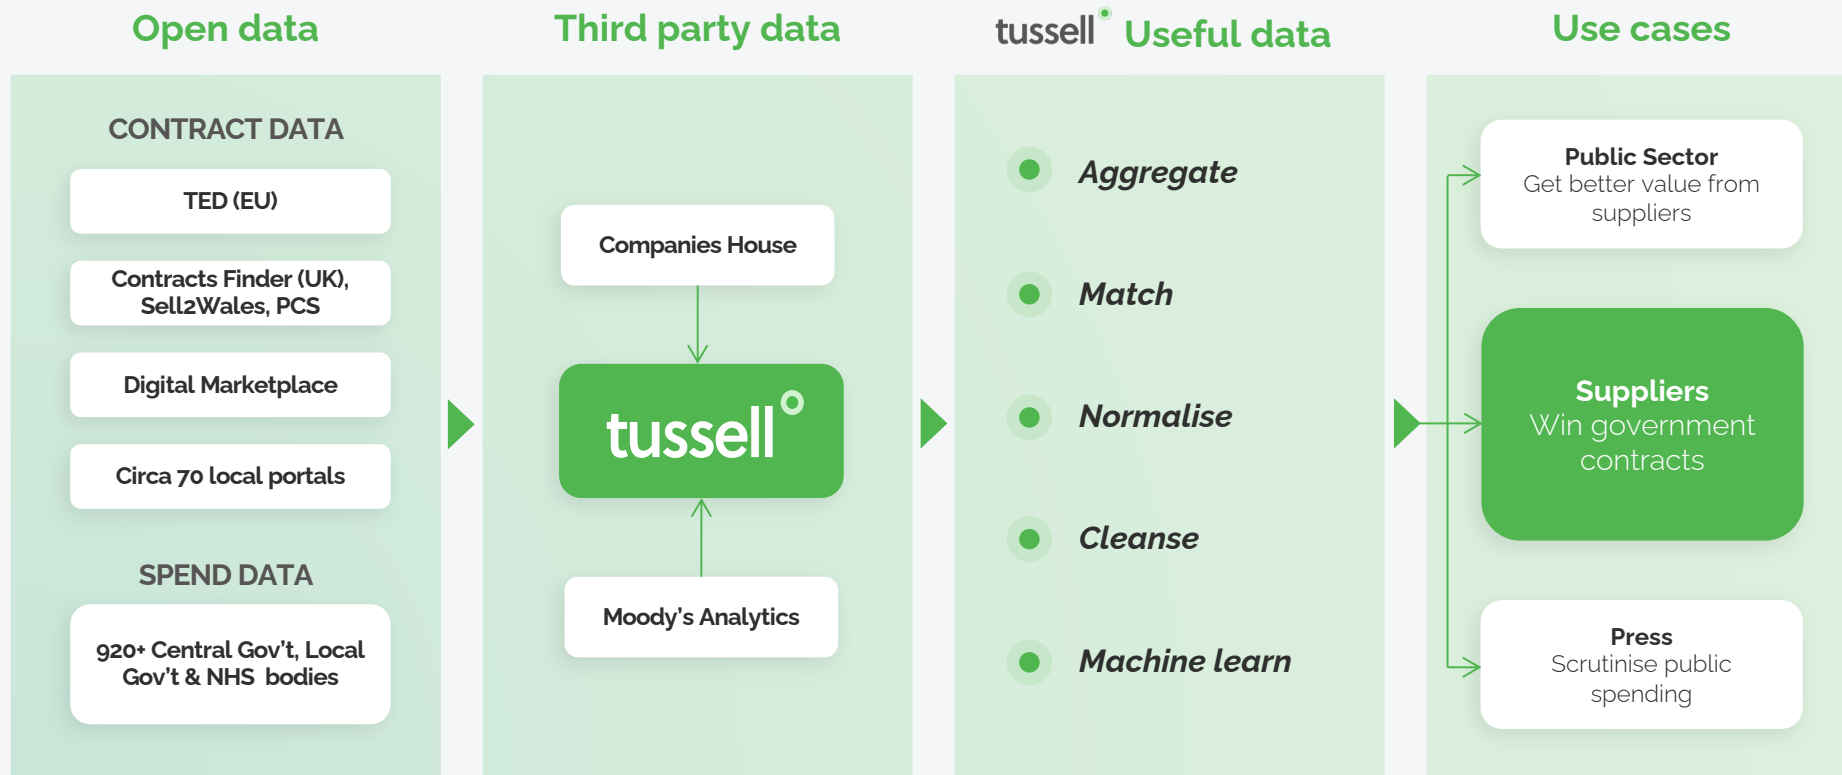 Open data
CONTRACT DATA
TED (EU)
Contracts Finder (UK),
Sell2Wales, PCS
Digital Marketplace
Circa 70 local portals
SPEND DATA
920+ Central Gov’t, Local
Gov’t & NHS  bodies
Third party data
Companies House
tussell
Moody’s Analytics
tussell Useful data
Aggregate
Match
Normalise
Cleanse
Machine learn
Use cases
Public Sector
Get better value from
suppliers
Suppliers
Win government
contracts
Press
Scrutinise public
spending